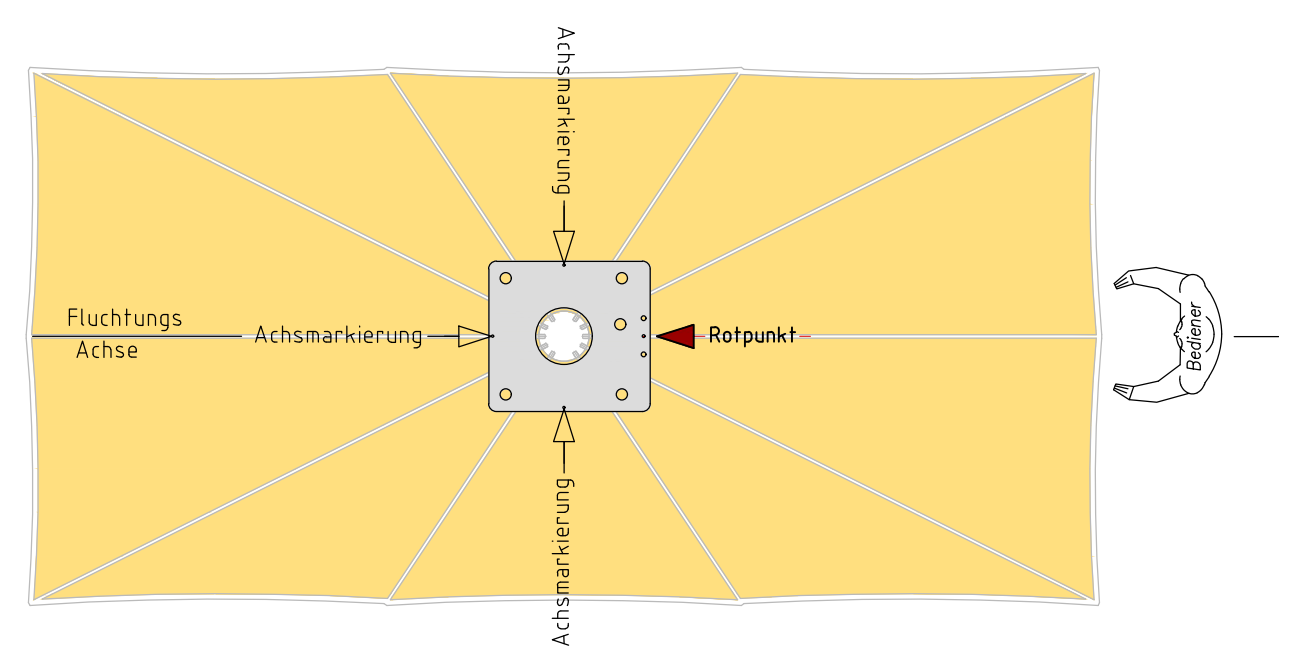 Achsmarkierung
Fluchtungs
Achse
Achsmarkierung
Rotpunkt
Bediener
Achsmarkierung